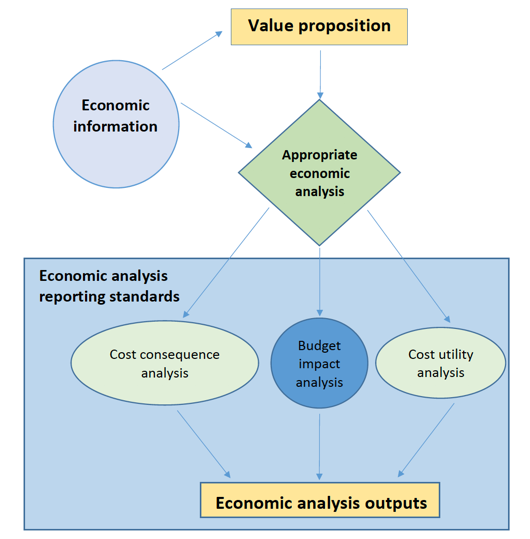 Value proposition
Economic
information
Appropriate
economic
analysis
Economic analysis
reporting standards
Cost consequence
analysis
Budget
impact
analysis
Cost utility
analysis
Economic analysis outputs